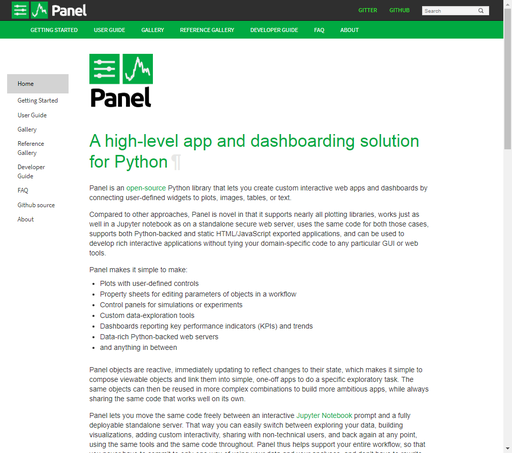 Panel
GITTER
GITHUB
Search
GETTING STARTED
USER GUIDE
GALLERY
REFERENCE GALLERY
DEVELOPER GUIDE
FAQ
ABOUT
Home
Getting Started
User Guide
Gallery
Reference
Gallery
Developer
Guide
FAQ
Github source
About
Panel
A high-level app and dashboarding solution
for Python ¶
Panel is an open-source Python library that lets you create custom interactive web apps and dashboards by
connecting user-defined widgets to plots, images, tables, or text.
Compared to other approaches, Panel is novel in that it supports nearly all plotting libraries, works just as
well in a Jupyter notebook as on a standalone secure web server, uses the same code for both those cases,
supports both Python-backed and static HTML/JavaScript exported applications, and can be used to
develop rich interactive applications without tying your domain-specific code to any particular GUI or web
tools.
Panel makes it simple to make:
• Plots with user-defined controls
• Property sheets for editing parameters of objects in a workflow
• Control panels for simulations or experiments
• Custom data-exploration tools
• Dashboards reporting key performance indicators (KPIs) and trends
• Data-rich Python-backed web servers
• and anything in between
Panel objects are reactive, immediately updating to reflect changes to their state, which makes it simple to
compose viewable objects and link them into simple, one-off apps to do a specific exploratory task. The
same objects can then be reused in more complex combinations to build more ambitious apps, while always
sharing the same code that works well on its own.
Panel lets you move the same code freely between an interactive Jupyter Notebook prompt and a fully
deployable standalone server. That way you can easily switch between exploring your data, building
visualizations, adding custom interactivity, sharing with non-technical users, and back again at any point,
using the same tools and the same code throughout. Panel thus helps support your entire workflow, so that